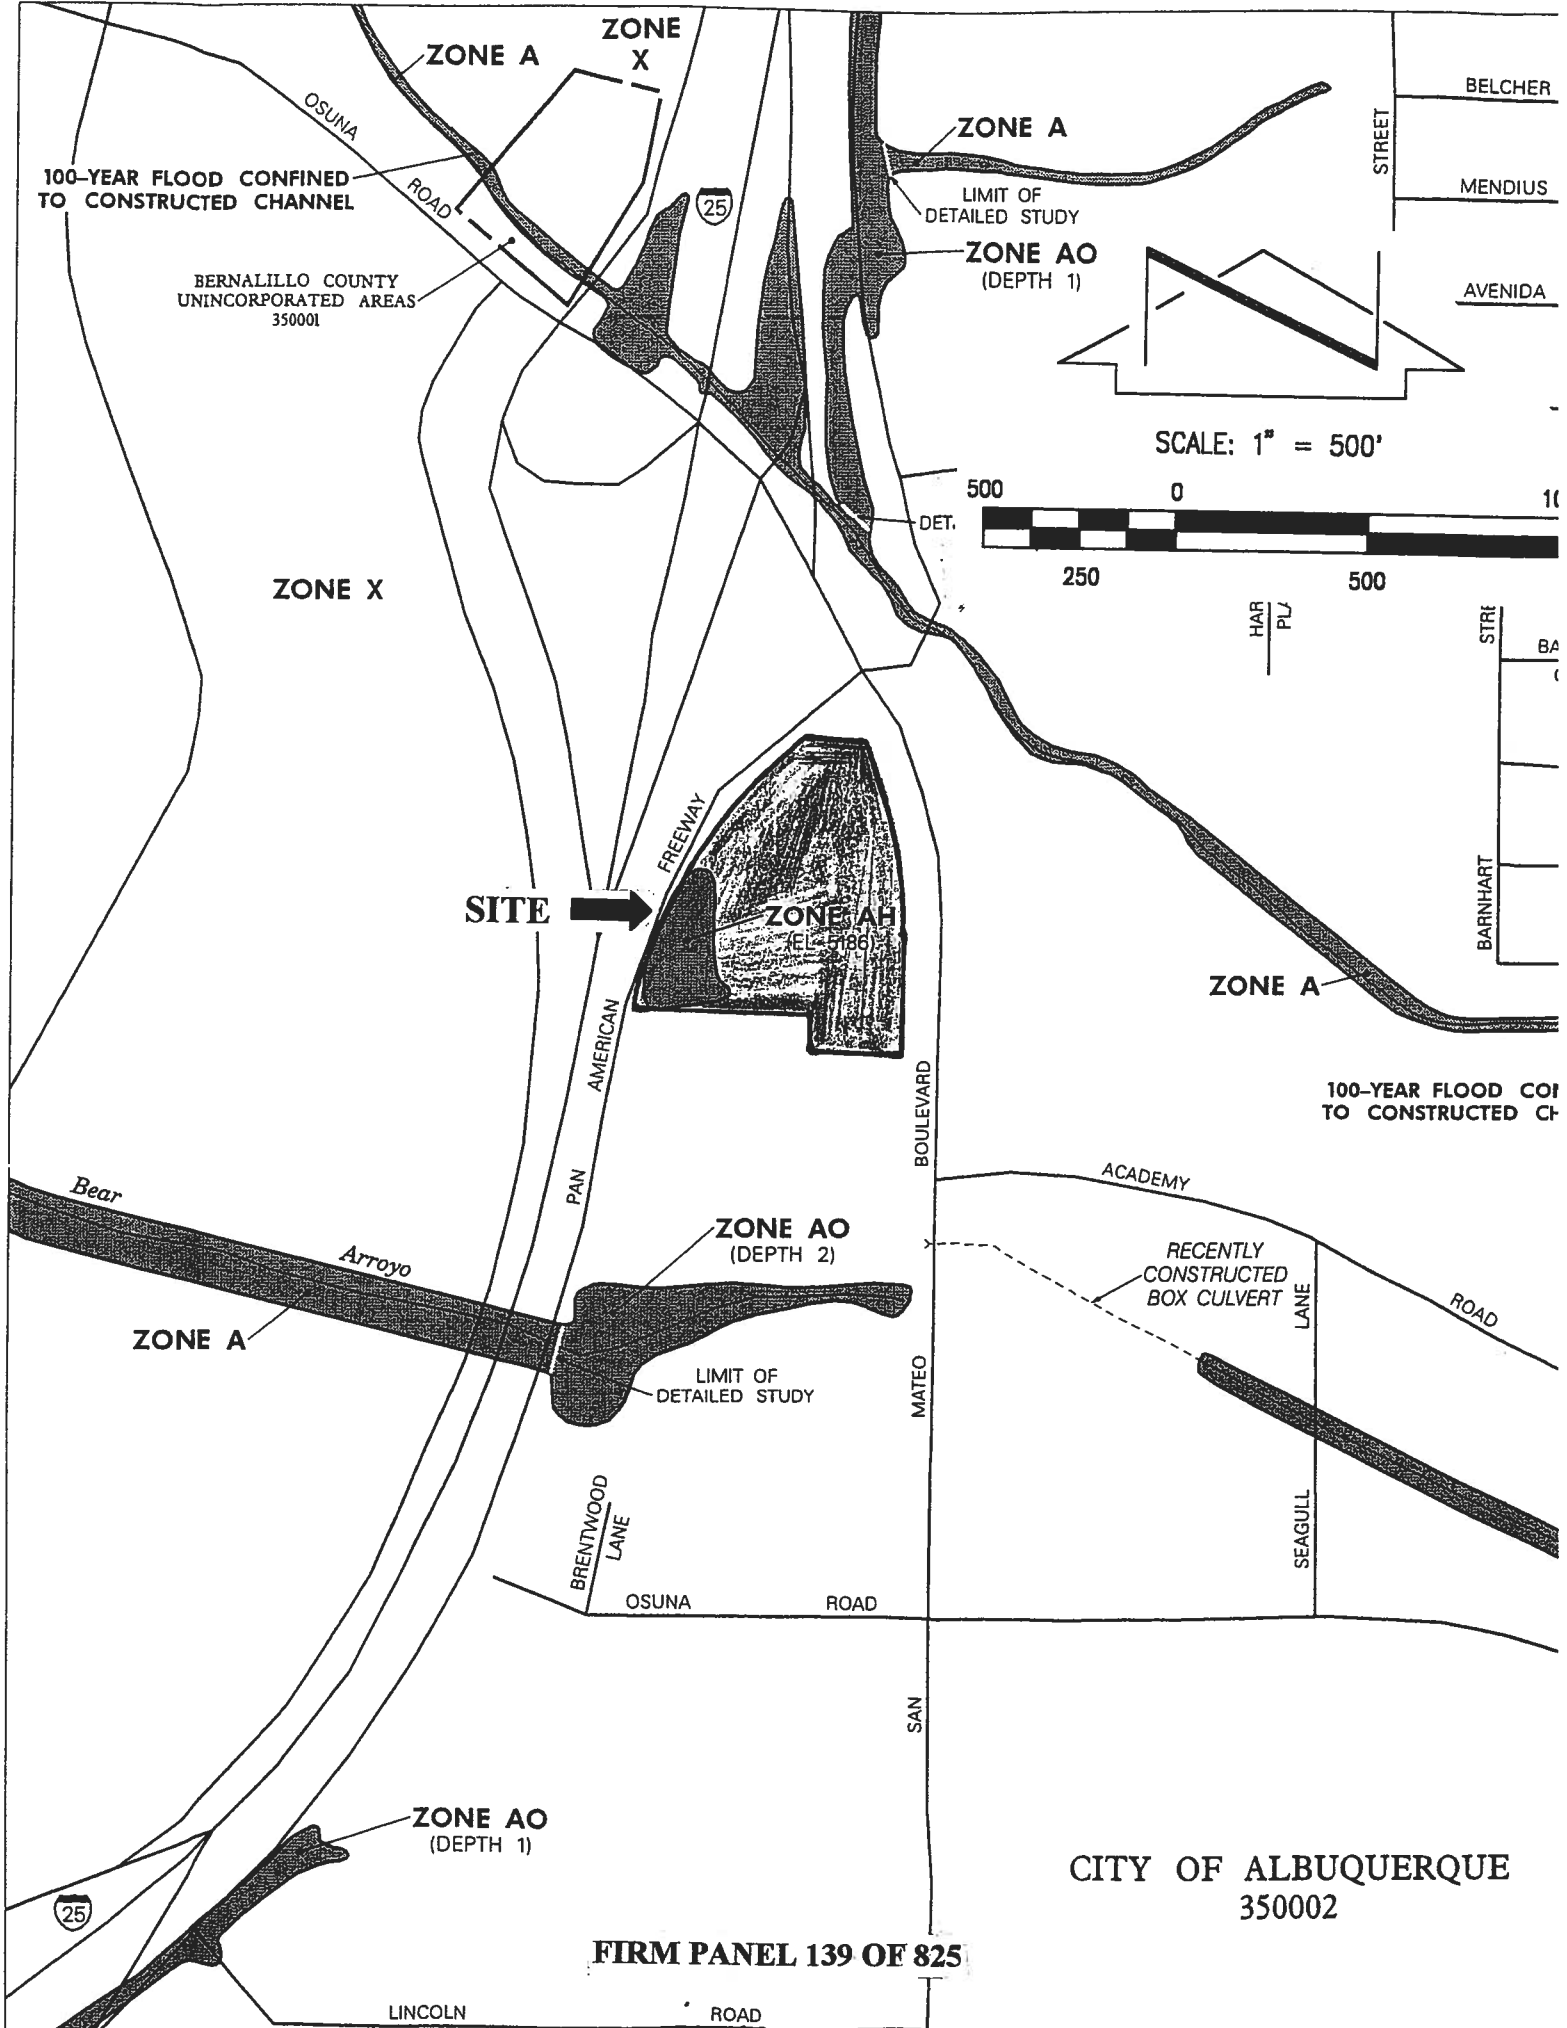 ZONE
X
ZONE A
OSUNA
ROAD
100-YEAR FLOOD CONFINED
TO CONSTRUCTED CHANNEL
BERNALILLO COUNTY
UNINCORPORATED AREAS
350001
25
ZONE A
LIMIT OF
DETAILED STUDY
ZONE AO
(DEPTH 1)
STREET
BELCHER
MENDIUS
AVENIDA
SCALE: 1" = 500'
500 0
250 500
DET.
ZONE X
HAR
BARNHART
FREEWAY
SITE
ZONE AH
(EL 5186)
ZONE A
AMERICAN
PAN
BOULEVARD
100-YEAR FLOOD
TO CONSTRUCTED
ACADEMY
ROAD
Bear
Arroyo
ZONE A
ZONE AO
(DEPTH 2)
LIMIT OF
DETAILED STUDY
RECENTLY
CONSTRUCTED
BOX CULVERT
LANE
SEAGULL
MATEO
BRENTWOOD
LANE
OSUNA ROAD
SAN
ZONE AO
(DEPTH 1)
25
CITY OF ALBUQUERQUE
350002
FIRM PANEL 139 OF 825
LINCOLN ROAD